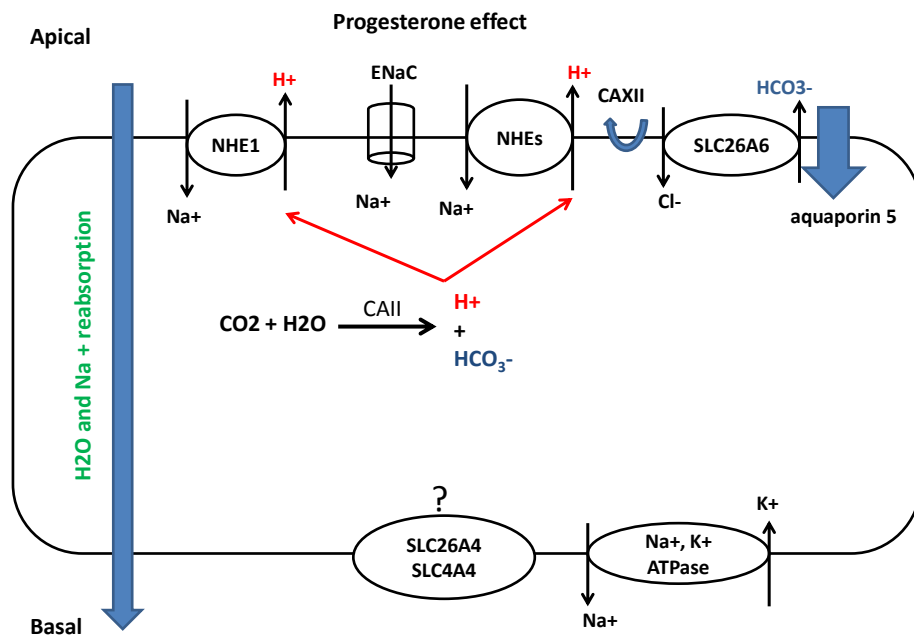 Progesterone effect
Apical
H+
ENaC
H+
CAXII
HCO3-
NHE1
NHEs
SLC26A6
Na+
Na+
Na+
Cl-
aquaporin 5
H2O and Na + reabsorption
CO2 + H2O
CAII
H+
+
HCO₃-
?
SLC26A4
SLC4A4
Na+, K+
ATPase
K+
Na+
Basal